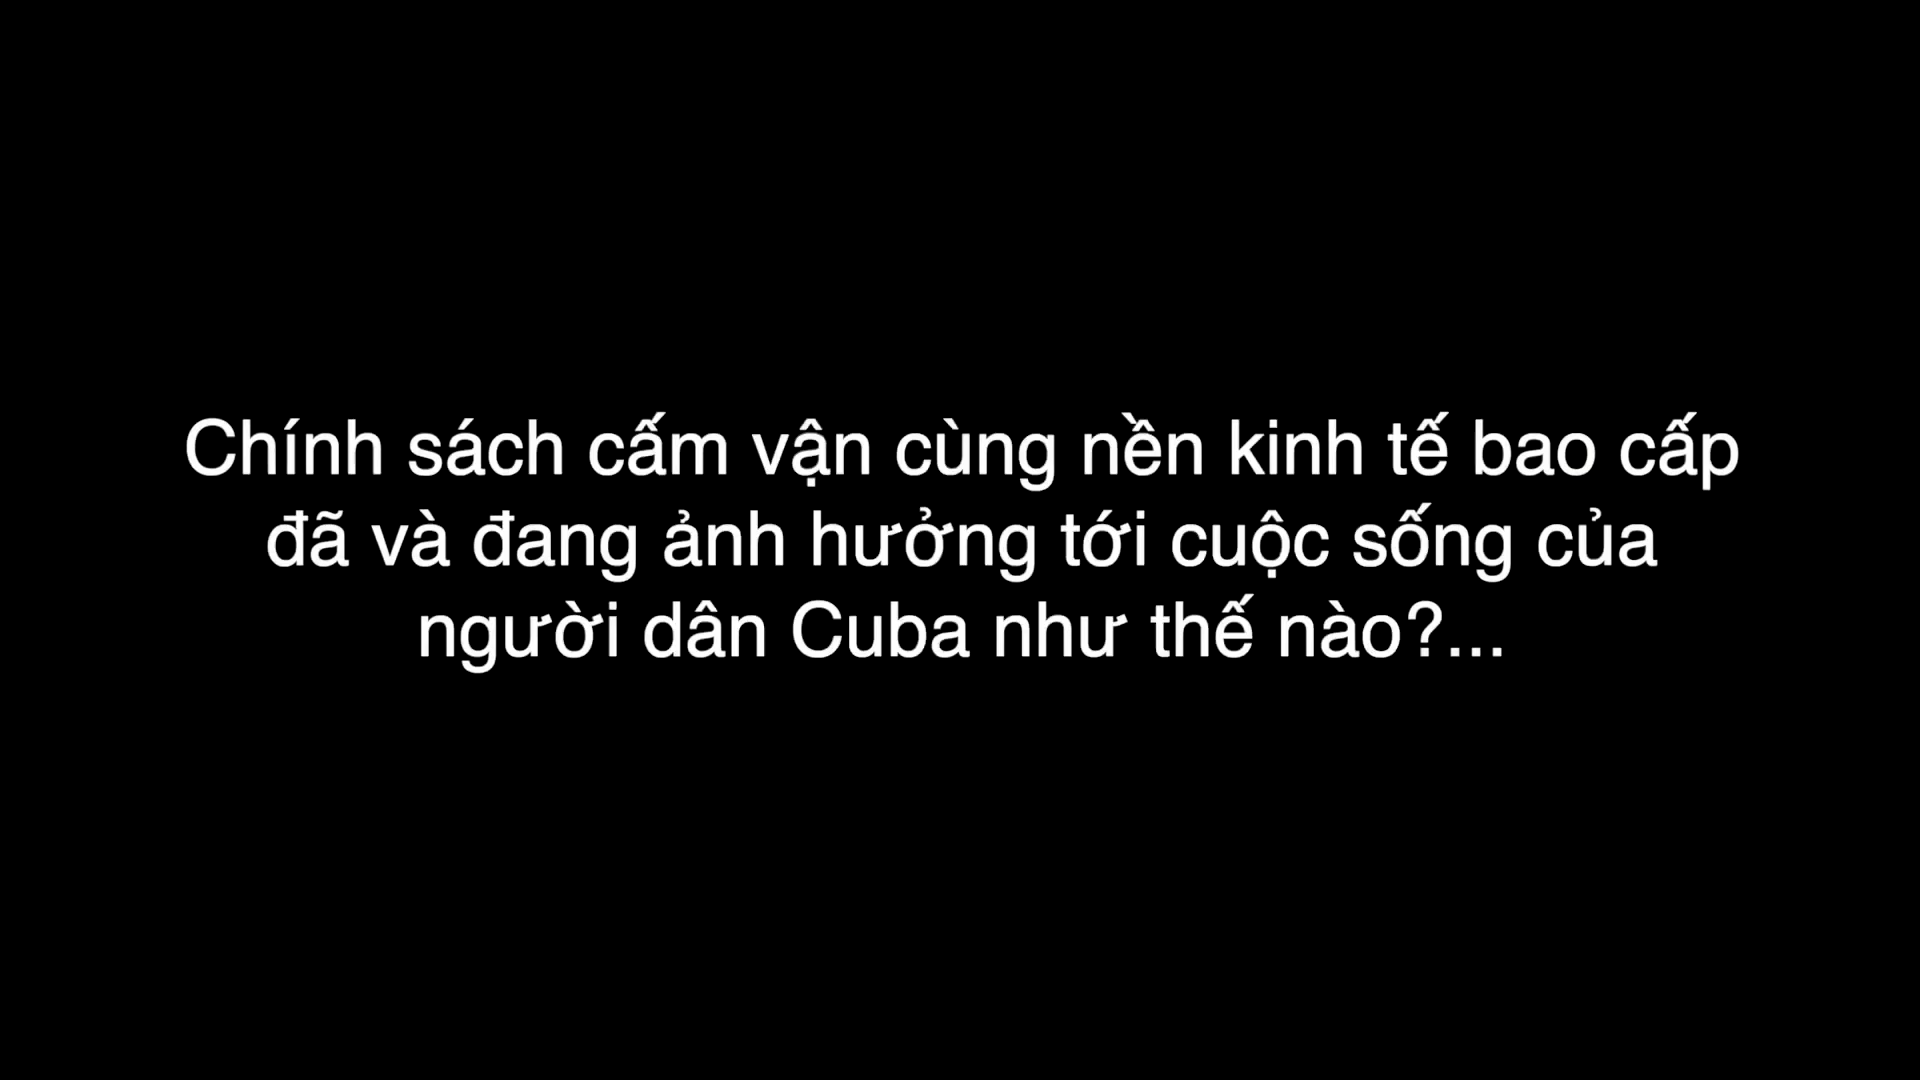 Chính sách cấm vận cùng nền kinh tế bao cấp
đã và đang ảnh hưởng tới cuộc sống của
người dân Cuba như thế nào?...